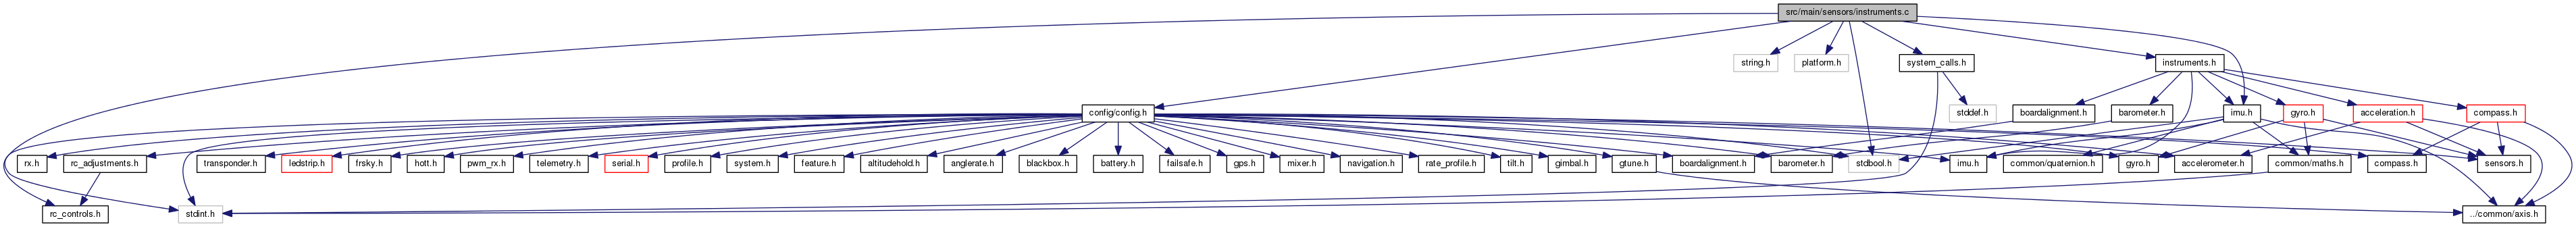 src/main/sensors/instruments.c
string.h
platform.h
system_calls.h
instruments.h
config/config.h
stddef.h
boardalignment.h
barometer.h
imu.h
gyro.h
acceleration.h
compass.h
rx.h
rc_adjustments.h
transponder.h
ledstrip.h
frsky.h
hott.h
pwm_rx.h
telemetry.h
serial.h
profile.h
system.h
feature.h
altitudehold.h
anglerate.h
blackbox.h
battery.h
failsafe.h
gps.h
mixer.h
navigation.h
rate_profile.h
tilt.h
gimbal.h
gtune.h
boardalignment.h
barometer.h
stdbool.h
imu.h
common/quaternion.h
gyro.h
accelerometer.h
common/maths.h
compass.h
sensors.h
rc_controls.h
stdint.h
../common/axis.h